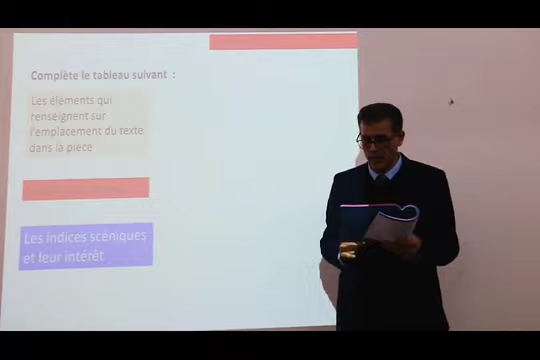 Complète le tableau suivant :
Les éléments qui
renseignent sur
l'emplacement du texte
dans la pièce
Les indices scéniques
et leur intérêt